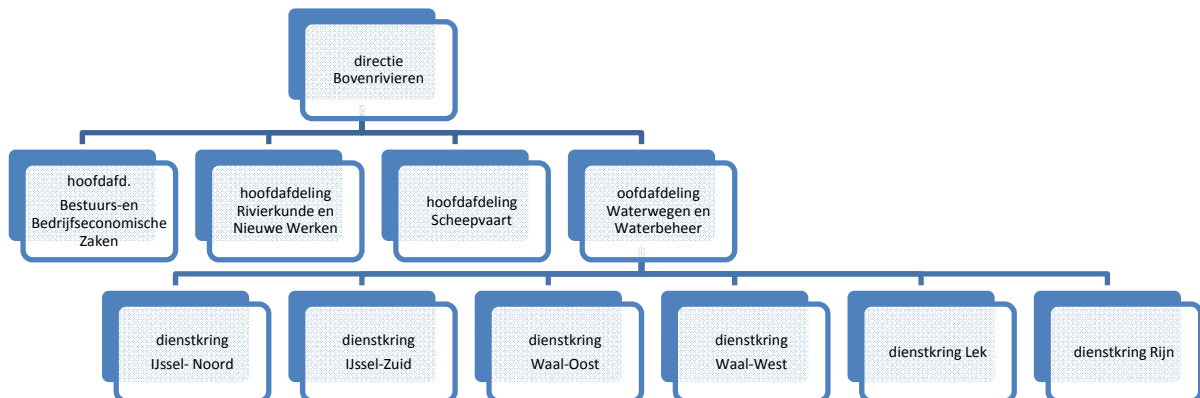 directie
Bovenrivieren
hoofdafd.
Bestuurs-en
Bedrijfseconomische
Zaken
hoofdafdeling
Rivierkunde en
Nieuwe Werken
hoofdafdeling
Scheepvaart
oofdafdeling
Waterwegen en
Waterbeheer
dienstkring
IJssel- Noord
dienstkring
IJssel-Zuid
dienstkring
Waal-Oost
dienstkring
Waal-West
dienstkring Lek
dienstkring Rijn